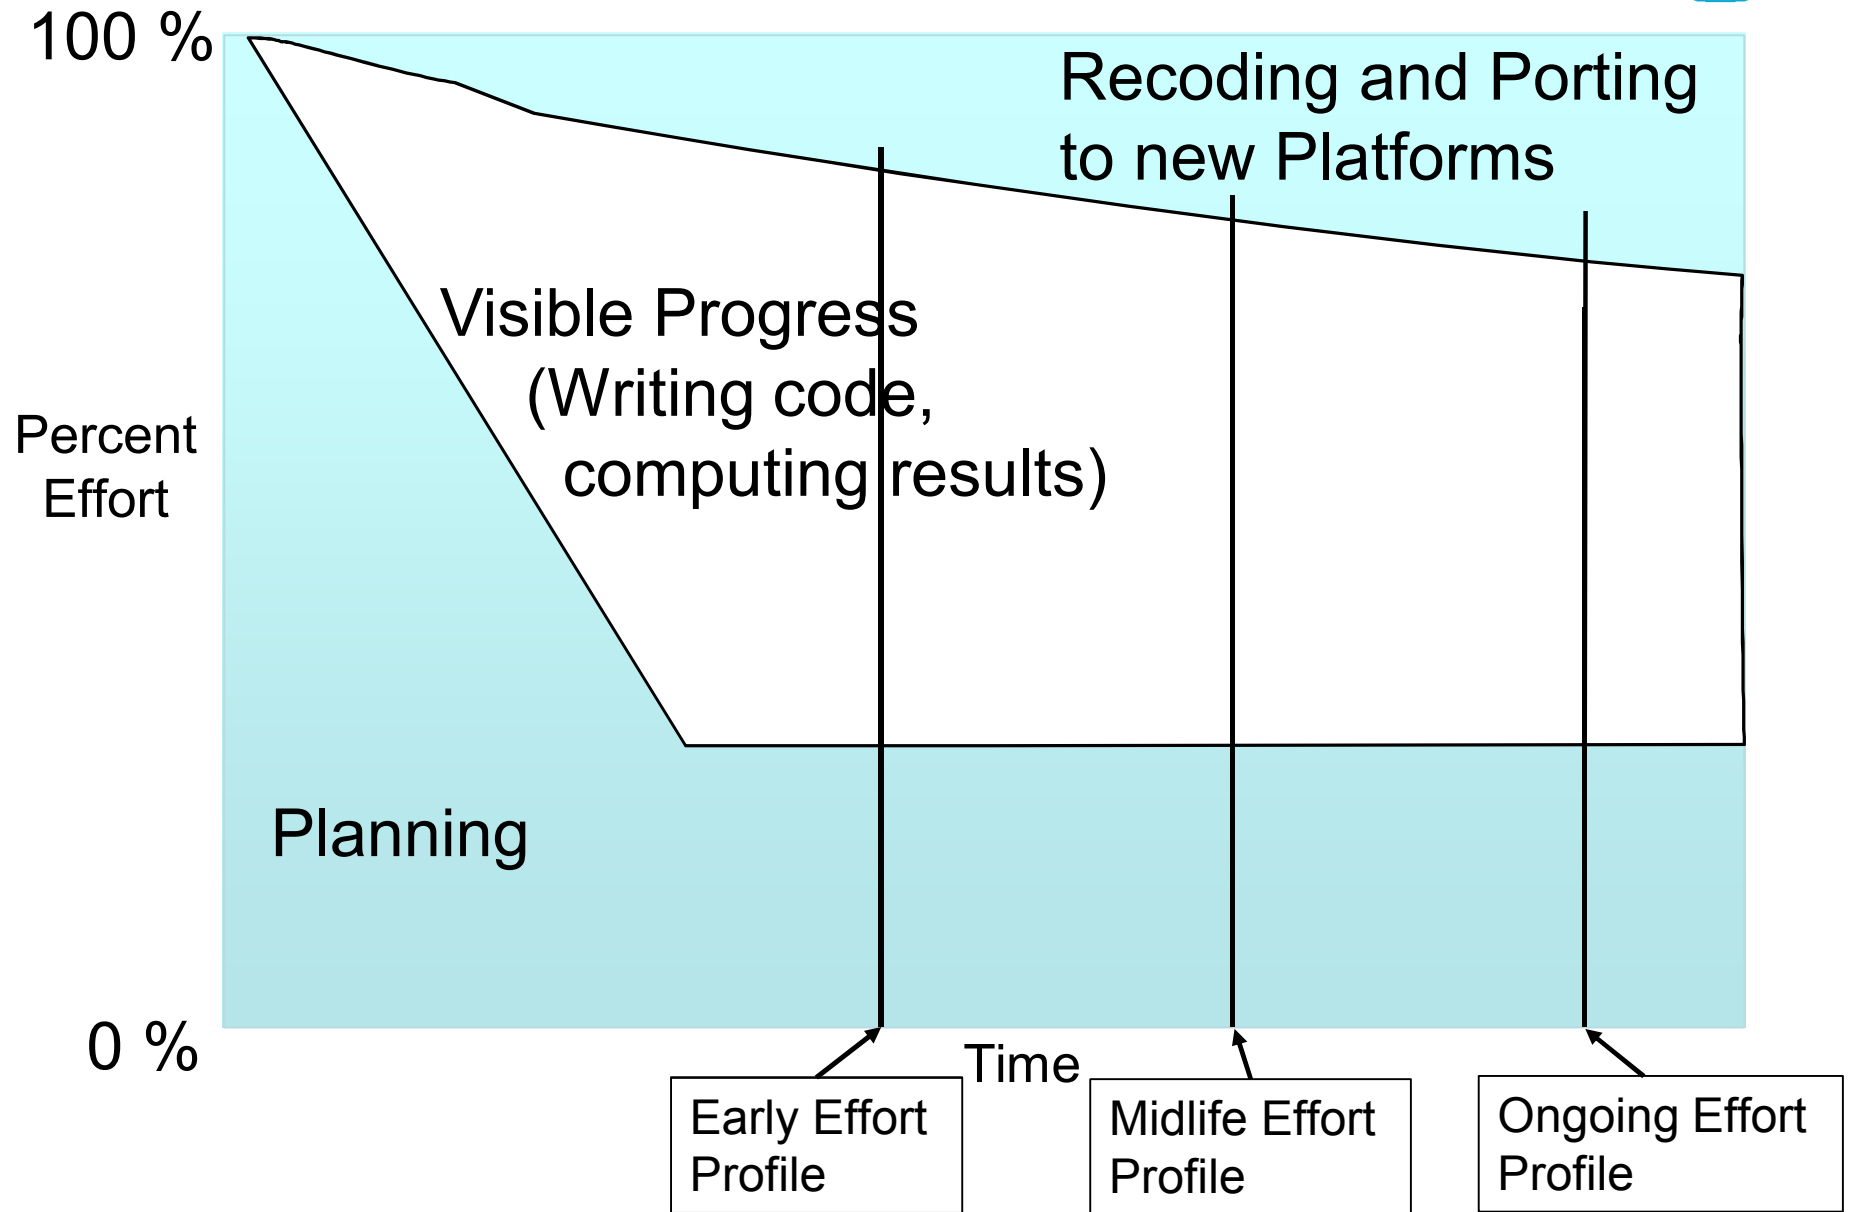 100 %
Recoding and Porting
to new Platforms
Visible Progress
(Writing code,
computing results)
Percent
Effort
Planning
0 %
Time
Early Effort
Profile
Midlife Effort
Profile
Ongoing Effort
Profile